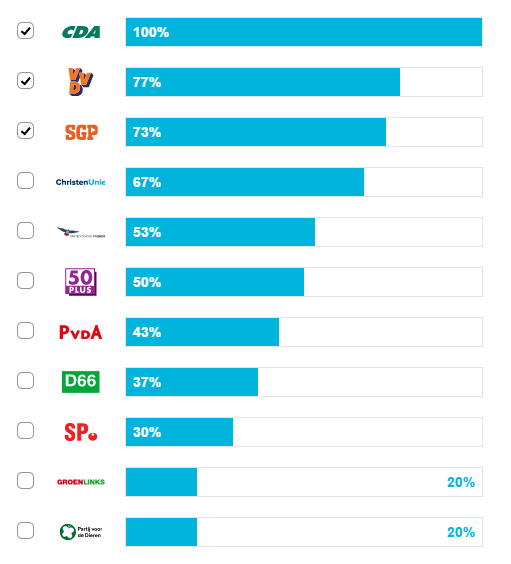 CDA 100%
VVD 77%
SGP 73%
ChristenUnie 67%
53%
50 PLUS 50%
PvdA 43%
D66 37%
SP 30%
GROENLINKS 20%
Partij voor
de Dieren 20%